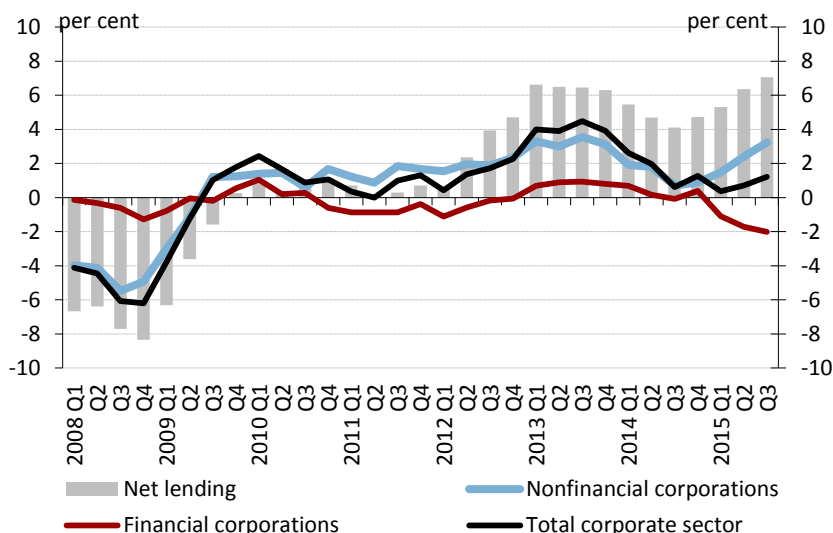 per cent per cent
10 10
8 8
6 6
4 4
2 2
0 0
-2 -2
-4 -4
-6 -6
-8 -8
-10 -10
2008 Q1 Q2 Q3 Q4 2009 Q1 Q2 Q3 Q4 2010 Q1 Q2 Q3 Q4 2011 Q1 Q2 Q3 Q4 2012 Q1 Q2 Q3 Q4 2013 Q1 Q2 Q3 Q4 2014 Q1 Q2 Q3 Q4 2015 Q1 Q2 Q3
Net lending Nonfinancial corporations
Financial corporations Total corporate sector